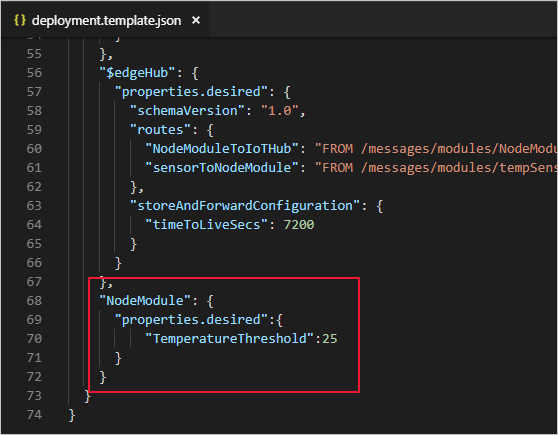 { } deployment.template.json ×
55 },
56 "$edgeHub": {
57 "properties.desired": {
58 "schemaVersion": "1.0",
59 "routes": {
60 "NodeModuleToIoTHub": "FROM /messages/modules/NodeModu
61 "sensorToNodeModule": "FROM /messages/modules/tempSens
62 },
63 "storeAndForwardConfiguration": {
64 "timeToLiveSecs": 7200
65 }
66 }
67 },
68 "NodeModule": {
69 "properties.desired":{
70 "TemperatureThreshold":25
71 }
72 }
73 }
74 }